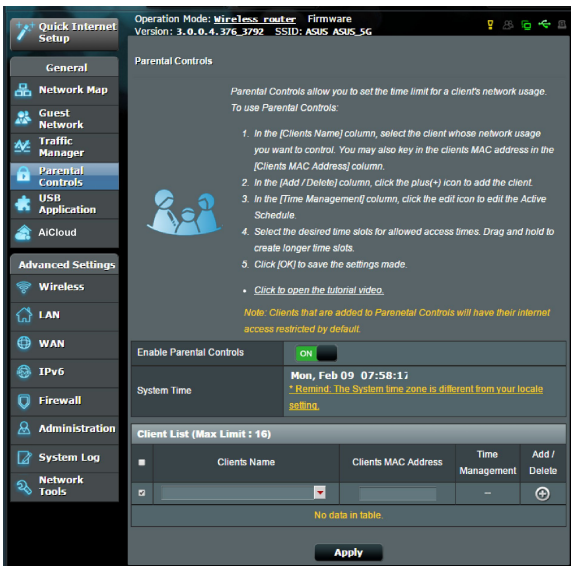 Quick Internet
Setup
General
Network Map
Guest
Network
Traffic
Manager
Parental
Controls
USB
Application
AiCloud
Advanced Settings
Wireless
LAN
WAN
IPv6
Firewall
Administration
System Log
Network
Tools
Operation Mode: Wireless router Firmware
Version: 3.0.0.4.376_3792 SSID: ASUS ASUS_5G
Parental Controls
Parental Controls allow you to set the time limit for a client's network usage.
To use Parental Controls:
1. In the [Clients Name] column, select the client whose network usage
you want to control. You may also key in the clients MAC address in the
[Clients MAC Address] column.
2. In the [Add / Delete] column, click the plus(+) icon to add the client.
3. In the [Time Management] column, click the edit icon to edit the Active
Schedule.
4. Select the desired time slots for allowed access times. Drag and hold to
create longer time slots.
5. Click [OK] to save the settings made.
• Click to open the tutorial video.
Note: Clients that are added to Parenetal Controls will have their internet
access restricted by default.
Enable Parental Controls ON
System Time Mon, Feb 09 07:58:17
* Remind: The System time zone is different from your locale
setting.
Client List (Max Limit : 16)
Clients Name Clients MAC Address Time Management Add / Delete
--
No data in table.
Apply